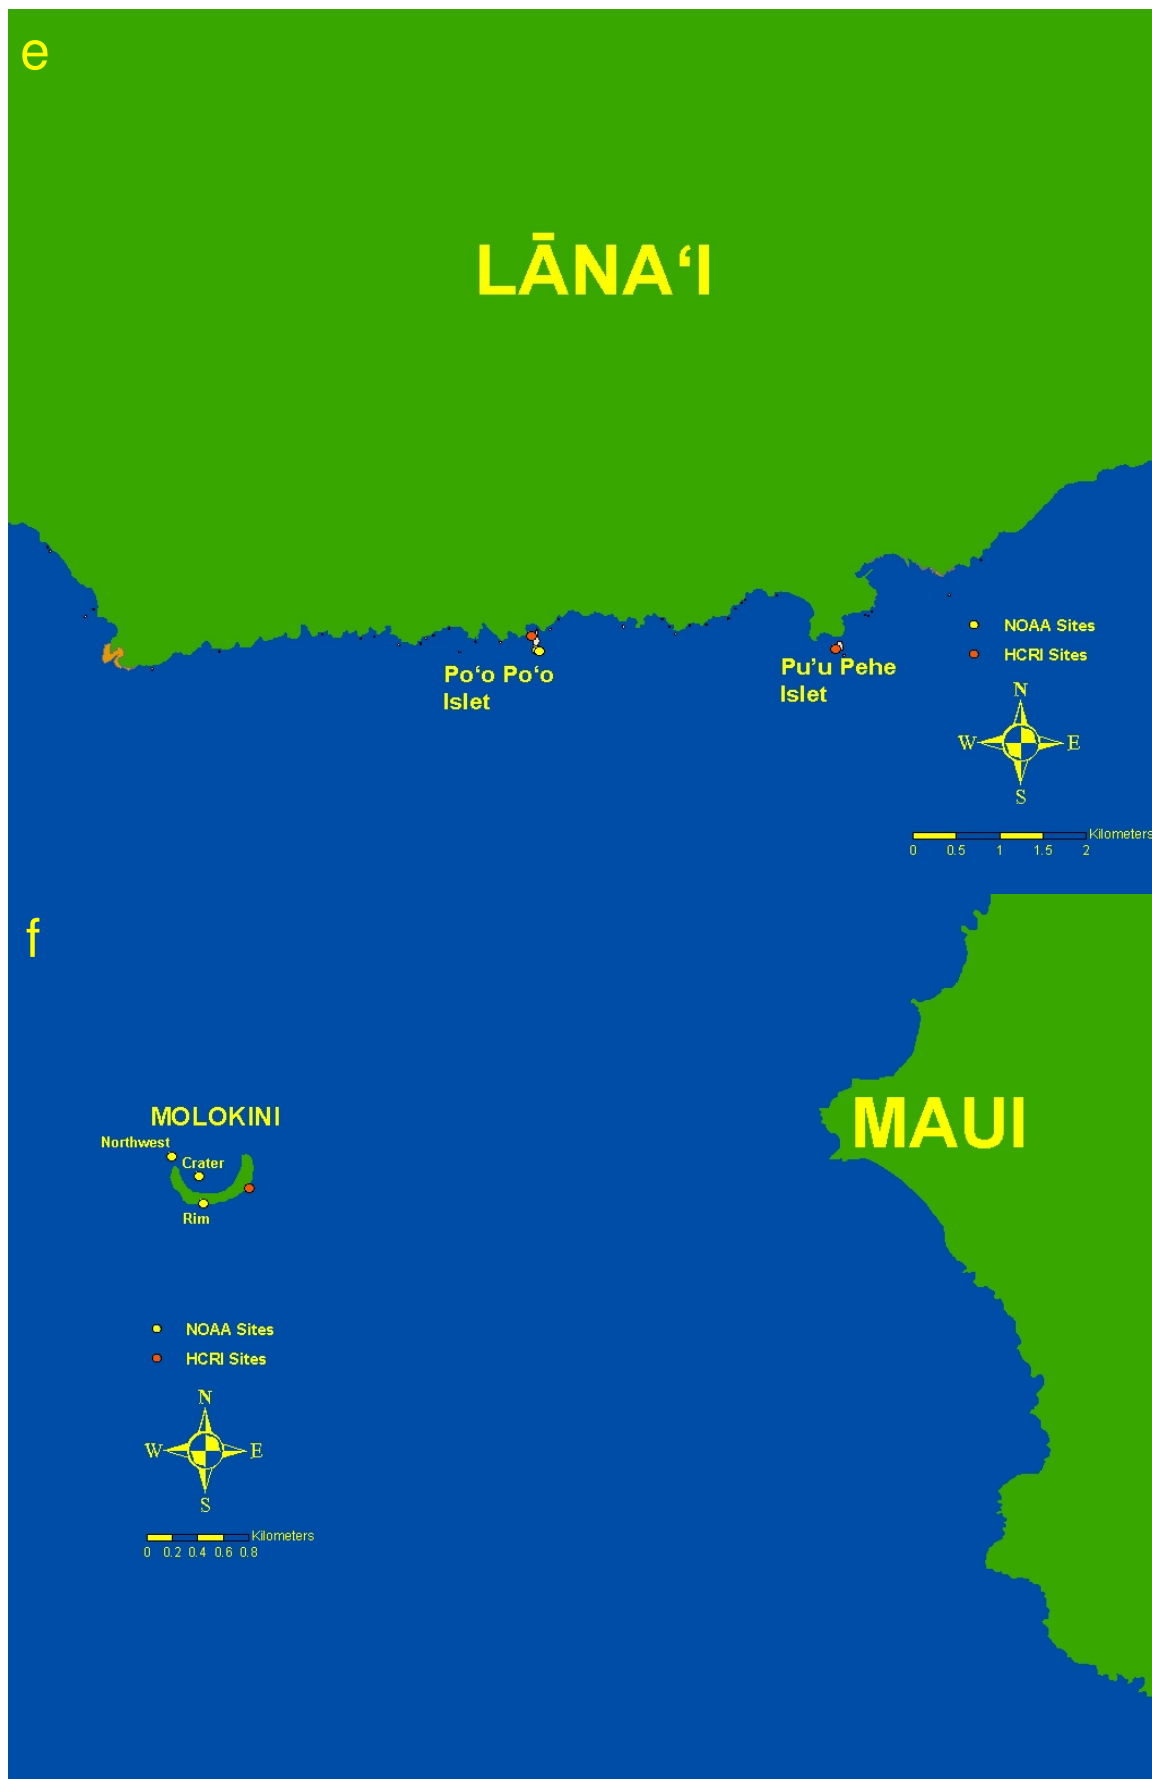 e
LĀNA‘I
Po‘o Po‘o
Islet
Pu’u Pehe
Islet
NOAA Sites
HCRI Sites
N
W E
S
Kilometers
0 0.5 1 1.5 2
f
MOLOKINI
Northwest
Crater
Rim
MAUI
NOAA Sites
HCRI Sites
N
W E
S
Kilometers
0 0.2 0.4 0.6 0.8